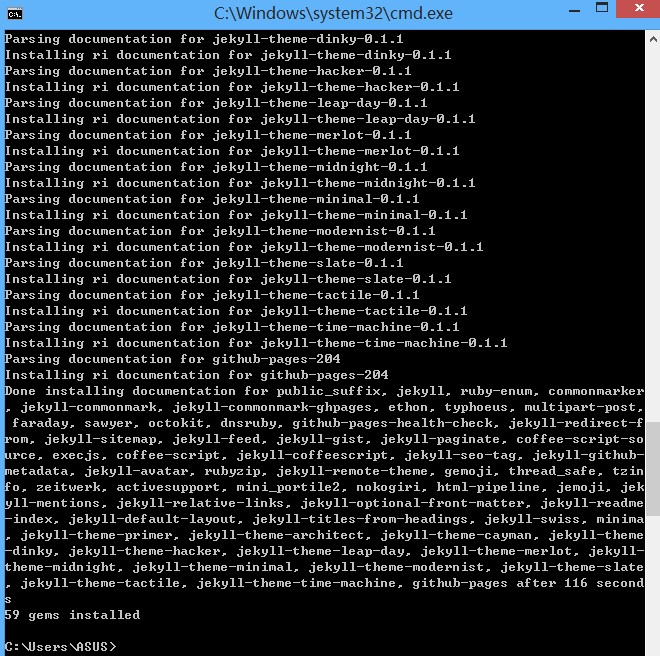 C:\Windows\system32\cmd.exe
Parsing documentation for jekyll-theme-dinky-0.1.1
Installing ri documentation for jekyll-theme-dinky-0.1.1
Parsing documentation for jekyll-theme-hacker-0.1.1
Installing ri documentation for jekyll-theme-hacker-0.1.1
Parsing documentation for jekyll-theme-leap-day-0.1.1
Installing ri documentation for jekyll-theme-leap-day-0.1.1
Parsing documentation for jekyll-theme-merlot-0.1.1
Installing ri documentation for jekyll-theme-merlot-0.1.1
Parsing documentation for jekyll-theme-midnight-0.1.1
Installing ri documentation for jekyll-theme-midnight-0.1.1
Parsing documentation for jekyll-theme-minimal-0.1.1
Installing ri documentation for jekyll-theme-minimal-0.1.1
Parsing documentation for jekyll-theme-modernist-0.1.1
Installing ri documentation for jekyll-theme-modernist-0.1.1
Parsing documentation for jekyll-theme-slate-0.1.1
Installing ri documentation for jekyll-theme-slate-0.1.1
Parsing documentation for jekyll-theme-tactile-0.1.1
Installing ri documentation for jekyll-theme-tactile-0.1.1
Parsing documentation for jekyll-theme-time-machine-0.1.1
Installing ri documentation for jekyll-theme-time-machine-0.1.1
Parsing documentation for github-pages-204
Installing ri documentation for github-pages-204
Done installing documentation for public_suffix, jekyll, ruby-enum, commonmarker
, jekyll-commonmark, jekyll-commonmark-ghpages, ethon, typhoeus, multipart-post,
 faraday, sawyer, octokit, dnsruby, github-pages-health-check, jekyll-redirect-f
rom, jekyll-sitemap, jekyll-feed, jekyll-gist, jekyll-paginate, coffee-script-so
urce, execjs, coffee-script, jekyll-coffeescript, jekyll-seo-tag, jekyll-github-
metadata, jekyll-avatar, rubyzip, jekyll-remote-theme, gemoji, thread_safe, tzin
fo, zeitwerk, activesupport, mini_portile2, nokogiri, html-pipeline, jemoji, jek
yll-mentions, jekyll-relative-links, jekyll-optional-front-matter, jekyll-readme
-index, jekyll-default-layout, jekyll-titles-from-headings, jekyll-swiss, minima
, jekyll-theme-primer, jekyll-theme-architect, jekyll-theme-cayman, jekyll-theme
-dinky, jekyll-theme-hacker, jekyll-theme-leap-day, jekyll-theme-merlot, jekyll-
theme-midnight, jekyll-theme-minimal, jekyll-theme-modernist, jekyll-theme-slate
, jekyll-theme-tactile, jekyll-theme-time-machine, github-pages after 116 second
s
59 gems installed
C:\Users\ASUS>